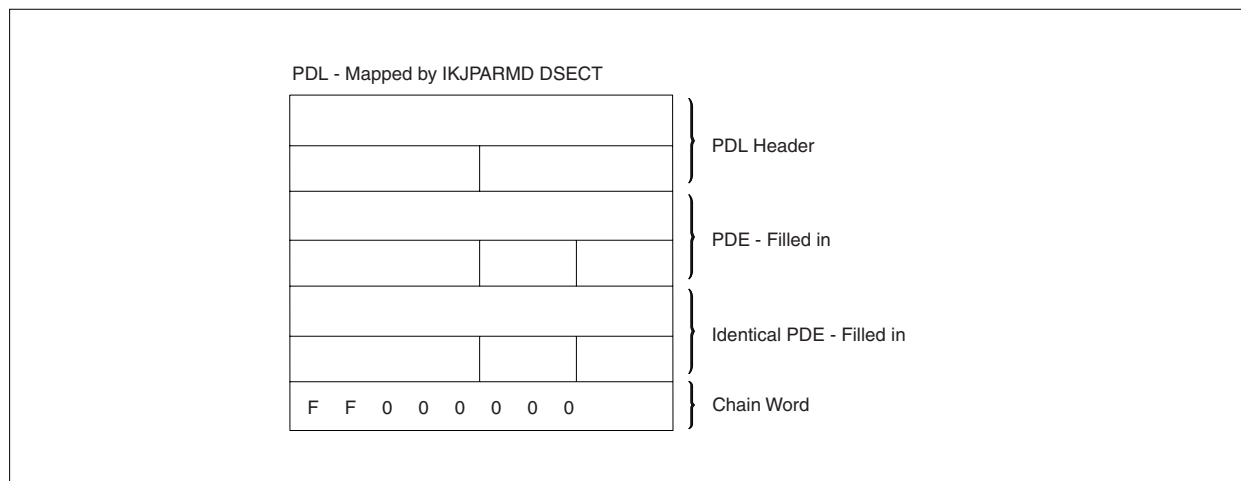 PDL - Mapped by IKJPARMD DSECT
PDL Header
PDE - Filled in
Identical PDE - Filled in
F F 0 0 0 0 0 0
Chain Word